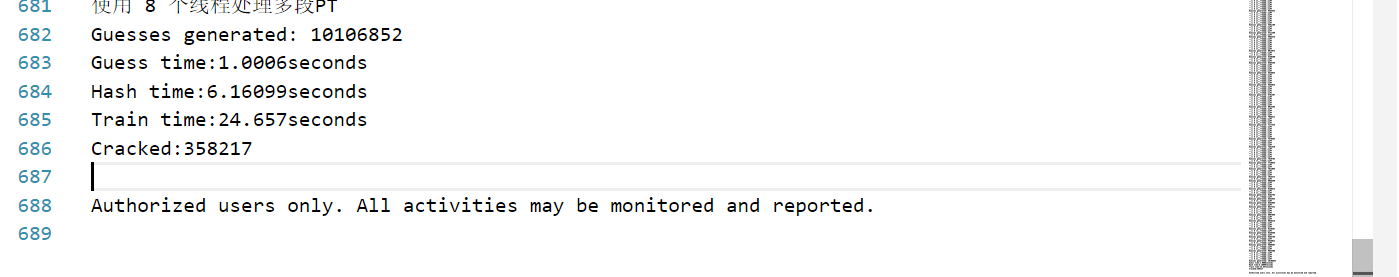 681 使用 8 个线程处理多段PT
682 Guesses generated: 10106852
683 Guess time:1.0006seconds
684 Hash time:6.16099seconds
685 Train time:24.657seconds
686 Cracked:358217
687
688 Authorized users only. All activities may be monitored and reported.
689